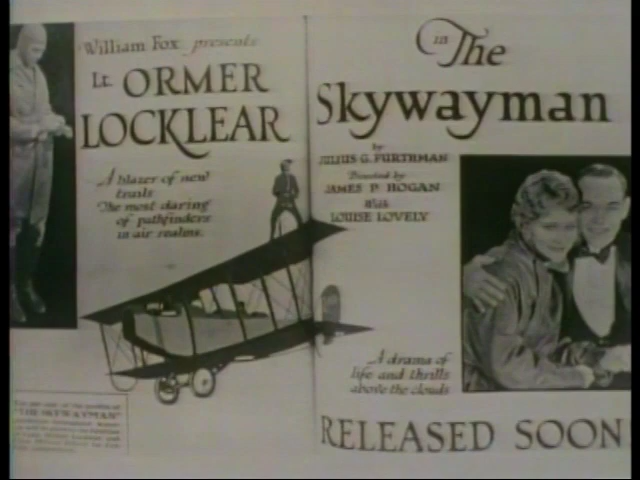 William Fox presents
Lt. ORMER
LOCKLEAR
A blazer of new
trails
The most daring
of pathfinders
in air realms.
in The
Skywayman
by
JULIUS G. FURTHMAN
Directed by
JAMES P. HOGAN
With
LOUISE LOVELY
A drama of
life and thrills
above the clouds
RELEASED SOON
"THE SKYWAYMAN"